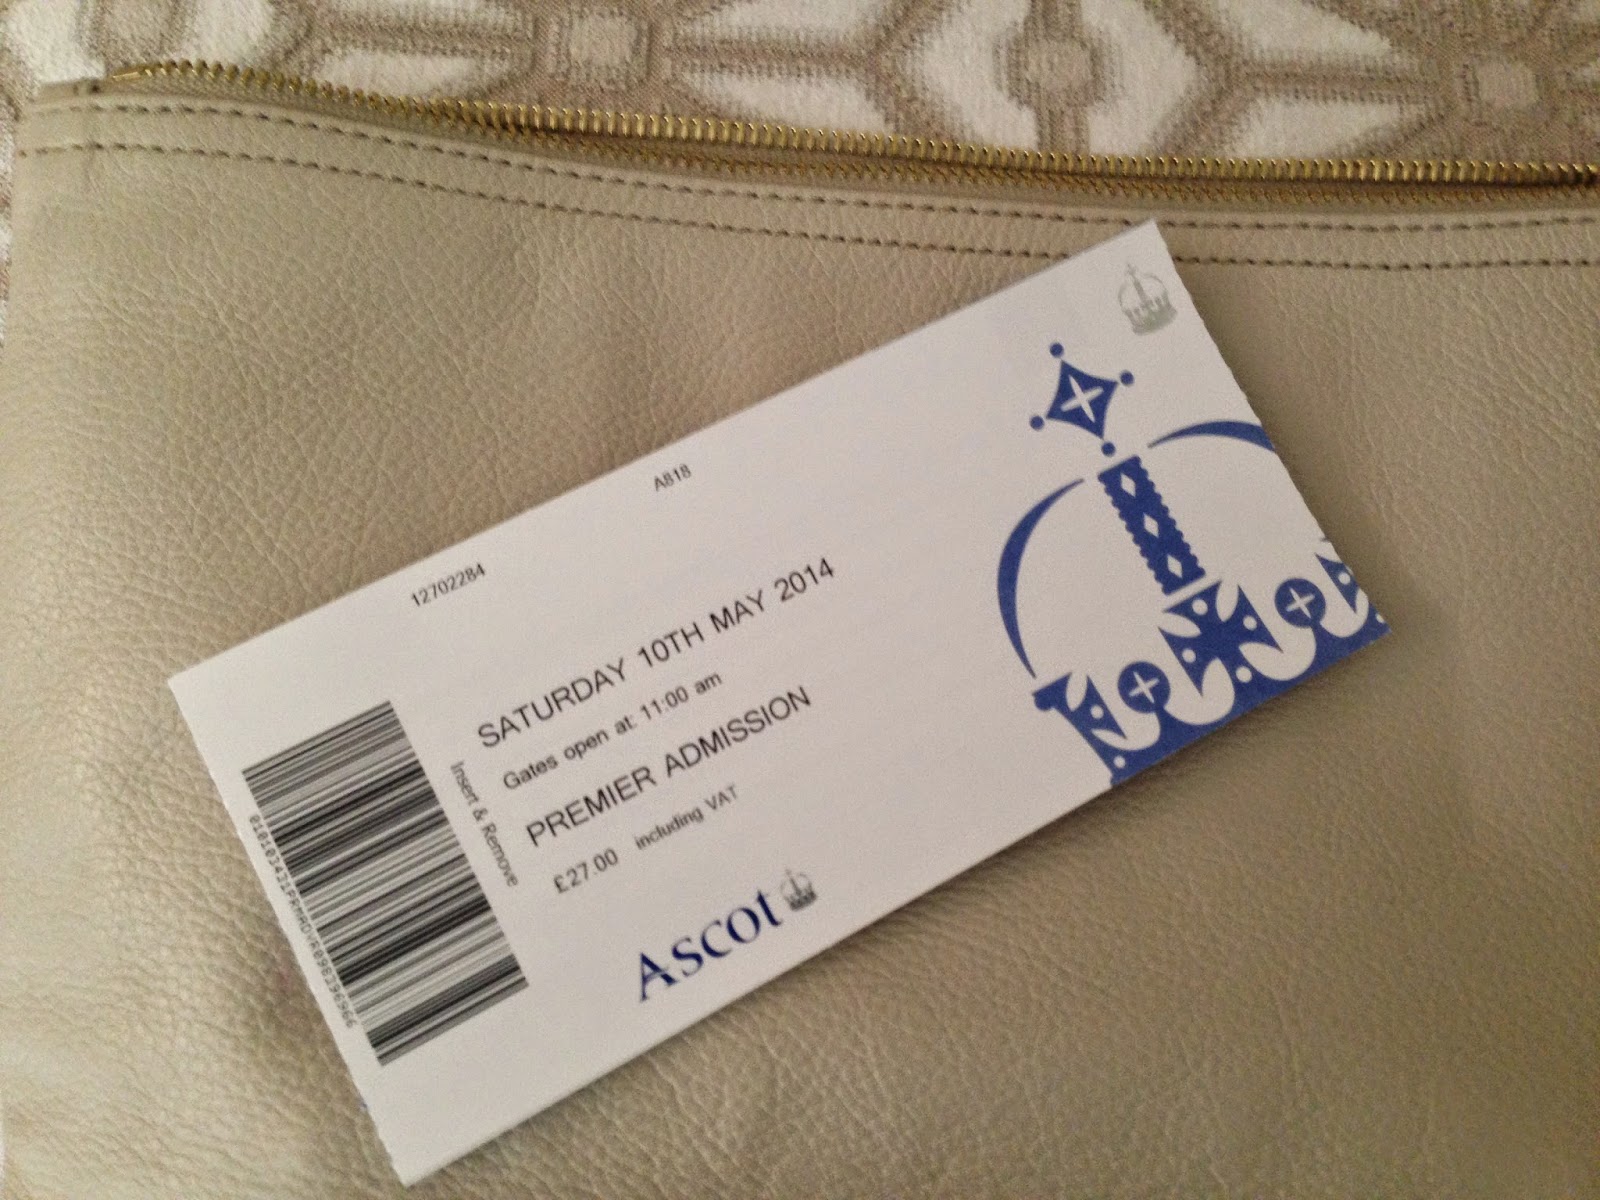 12702284 A818
SATURDAY 10TH MAY 2014
Gates open at: 11:00 am
PREMIER ADMISSION
£27.00 including VAT
Ascot
Insert & Remove